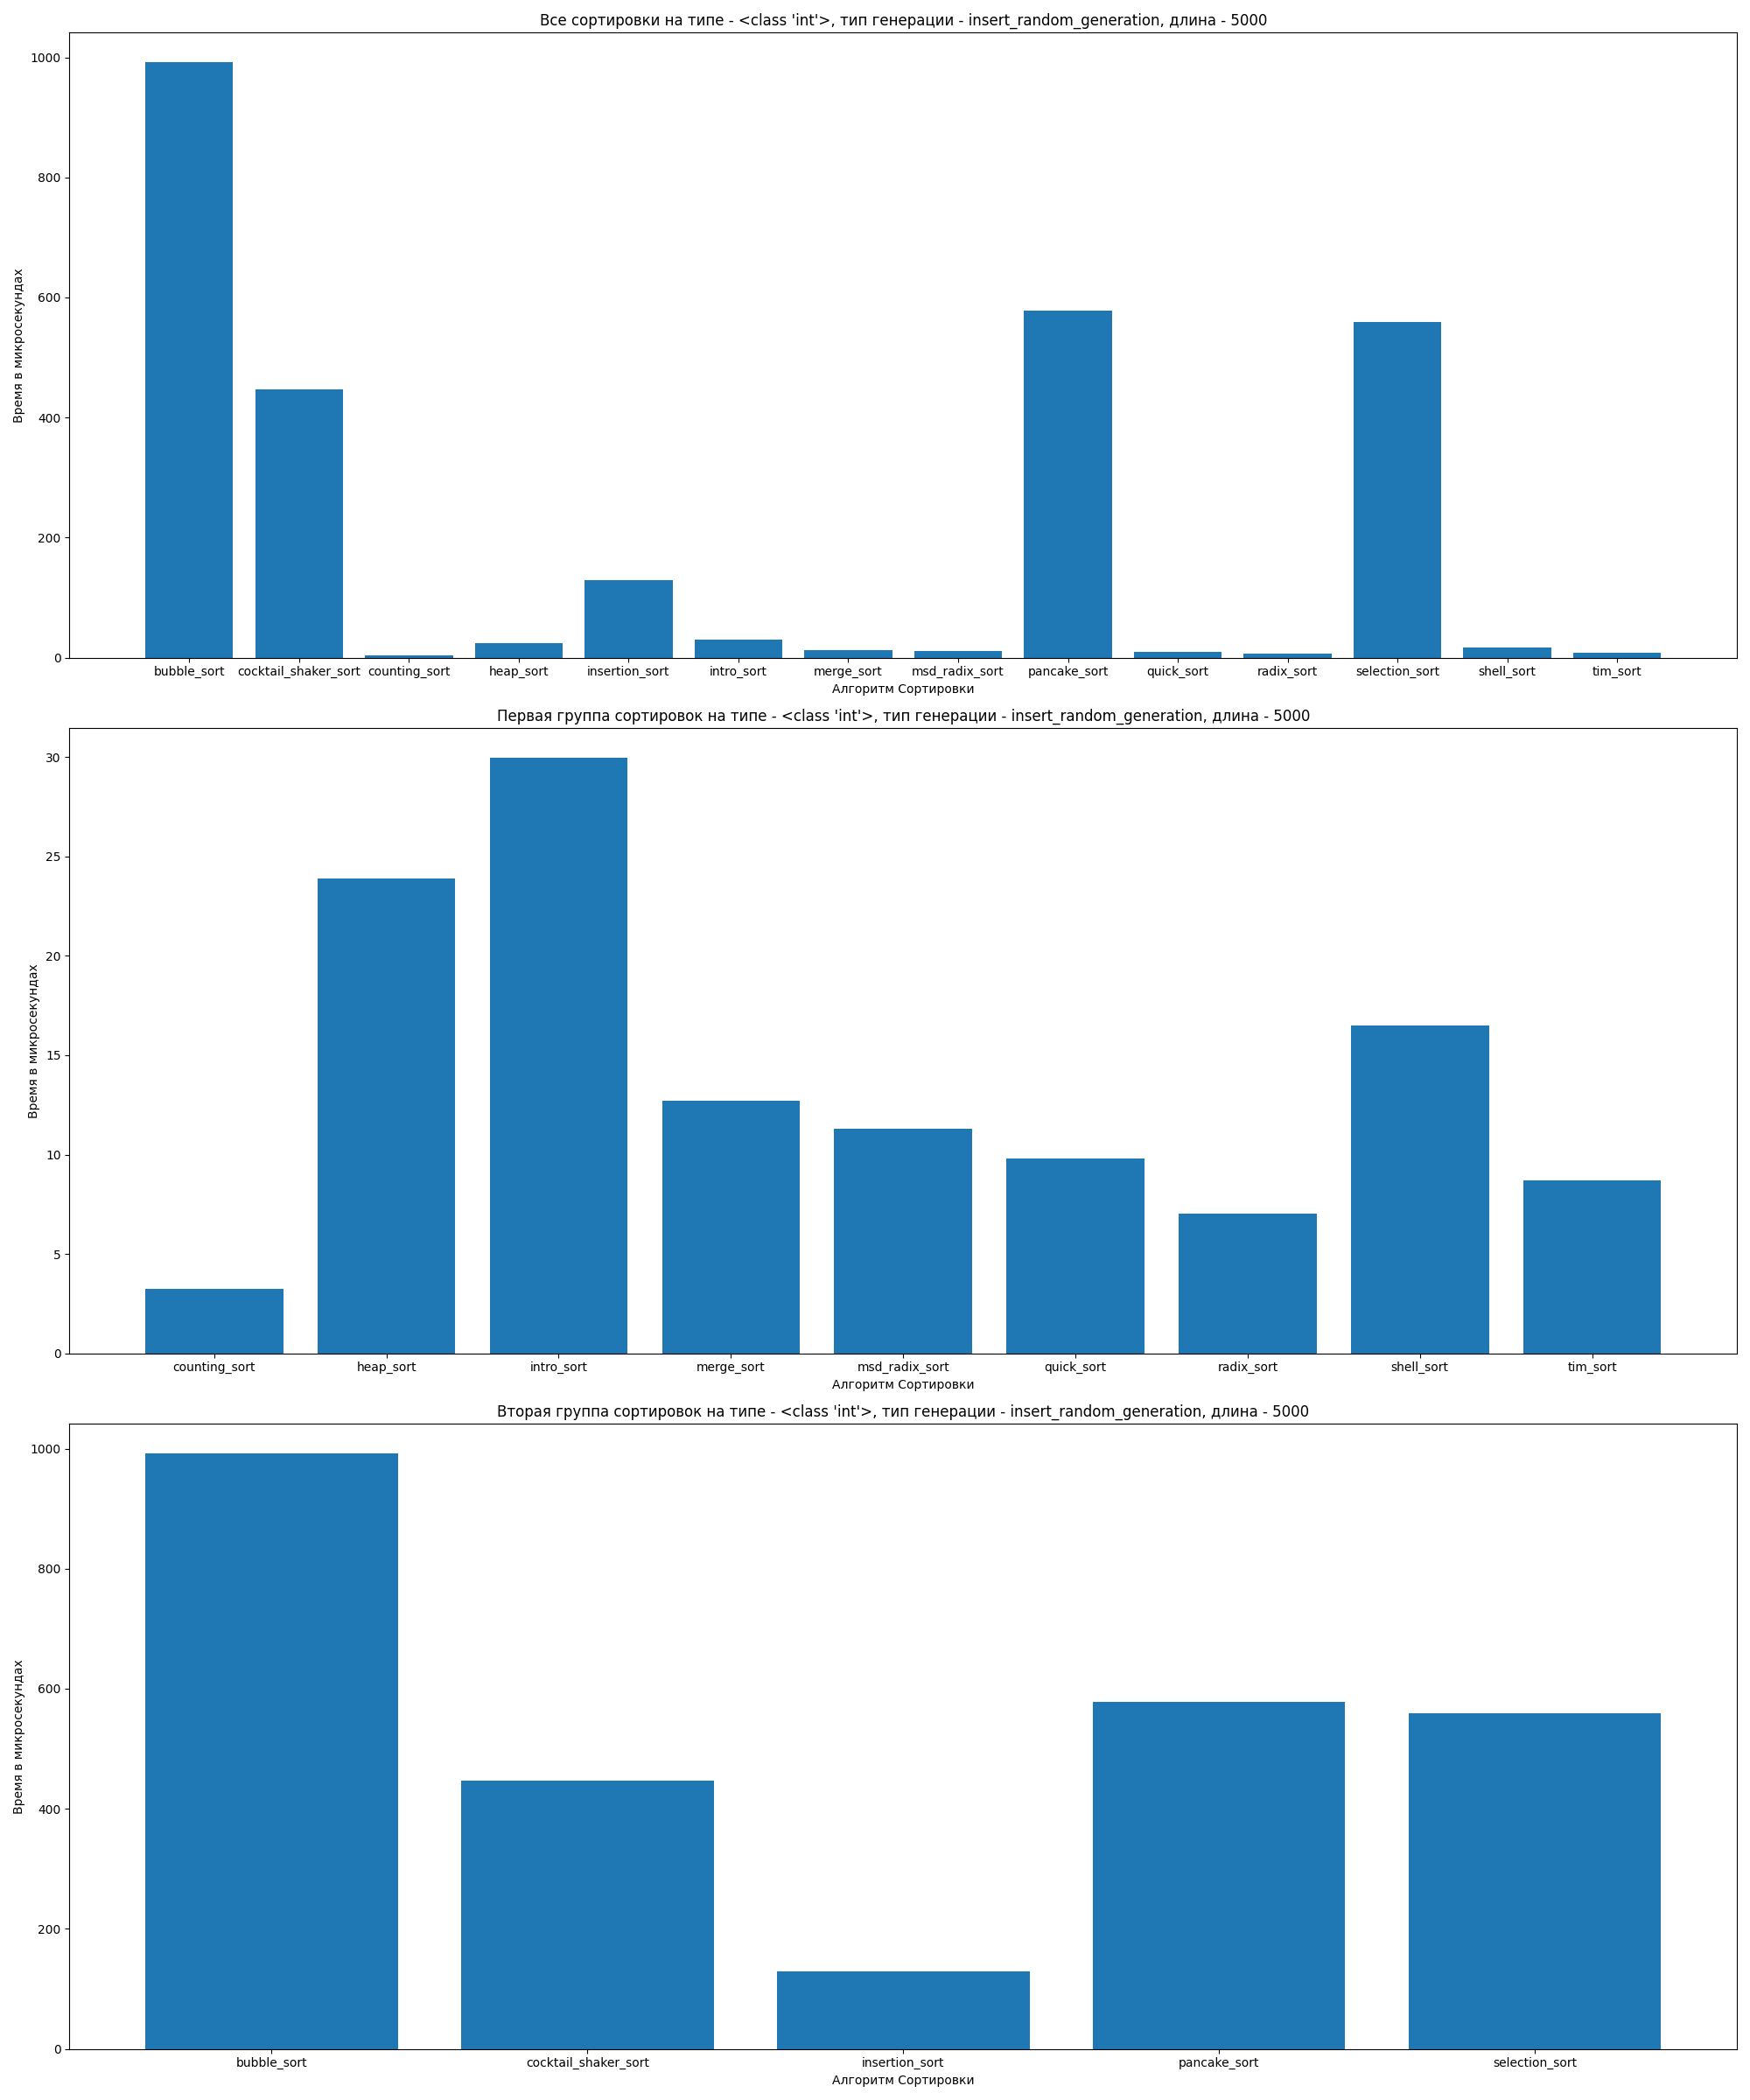 Все сортировки на типе - <class 'int'>, тип генерации - insert_random_generation, длина - 5000
1000
800
600
400
200
0
Время в микросекундах
bubble_sort cocktail_shaker_sort counting_sort heap_sort insertion_sort intro_sort merge_sort msd_radix_sort pancake_sort quick_sort radix_sort selection_sort shell_sort tim_sort
Алгоритм Сортировки
Первая группа сортировок на типе - <class 'int'>, тип генерации - insert_random_generation, длина - 5000
30
25
20
15
10
5
0
Время в микросекундах
counting_sort heap_sort intro_sort merge_sort msd_radix_sort quick_sort radix_sort shell_sort tim_sort
Алгоритм Сортировки
Вторая группа сортировок на типе - <class 'int'>, тип генерации - insert_random_generation, длина - 5000
1000
800
600
400
200
0
Время в микросекундах
bubble_sort cocktail_shaker_sort insertion_sort pancake_sort selection_sort
Алгоритм Сортировки